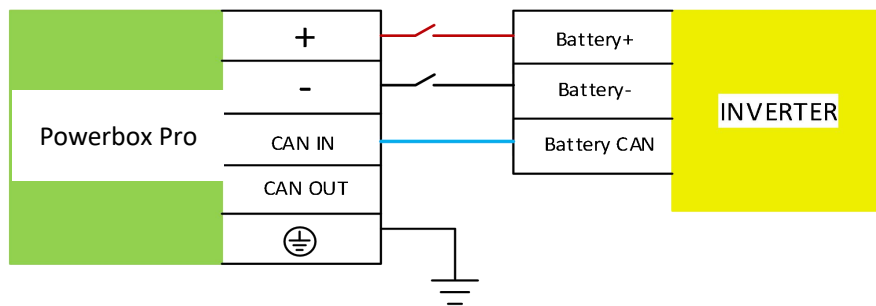 Powerbox Pro
+
-
CAN IN
CAN OUT
Battery+
Battery-
Battery CAN
INVERTER